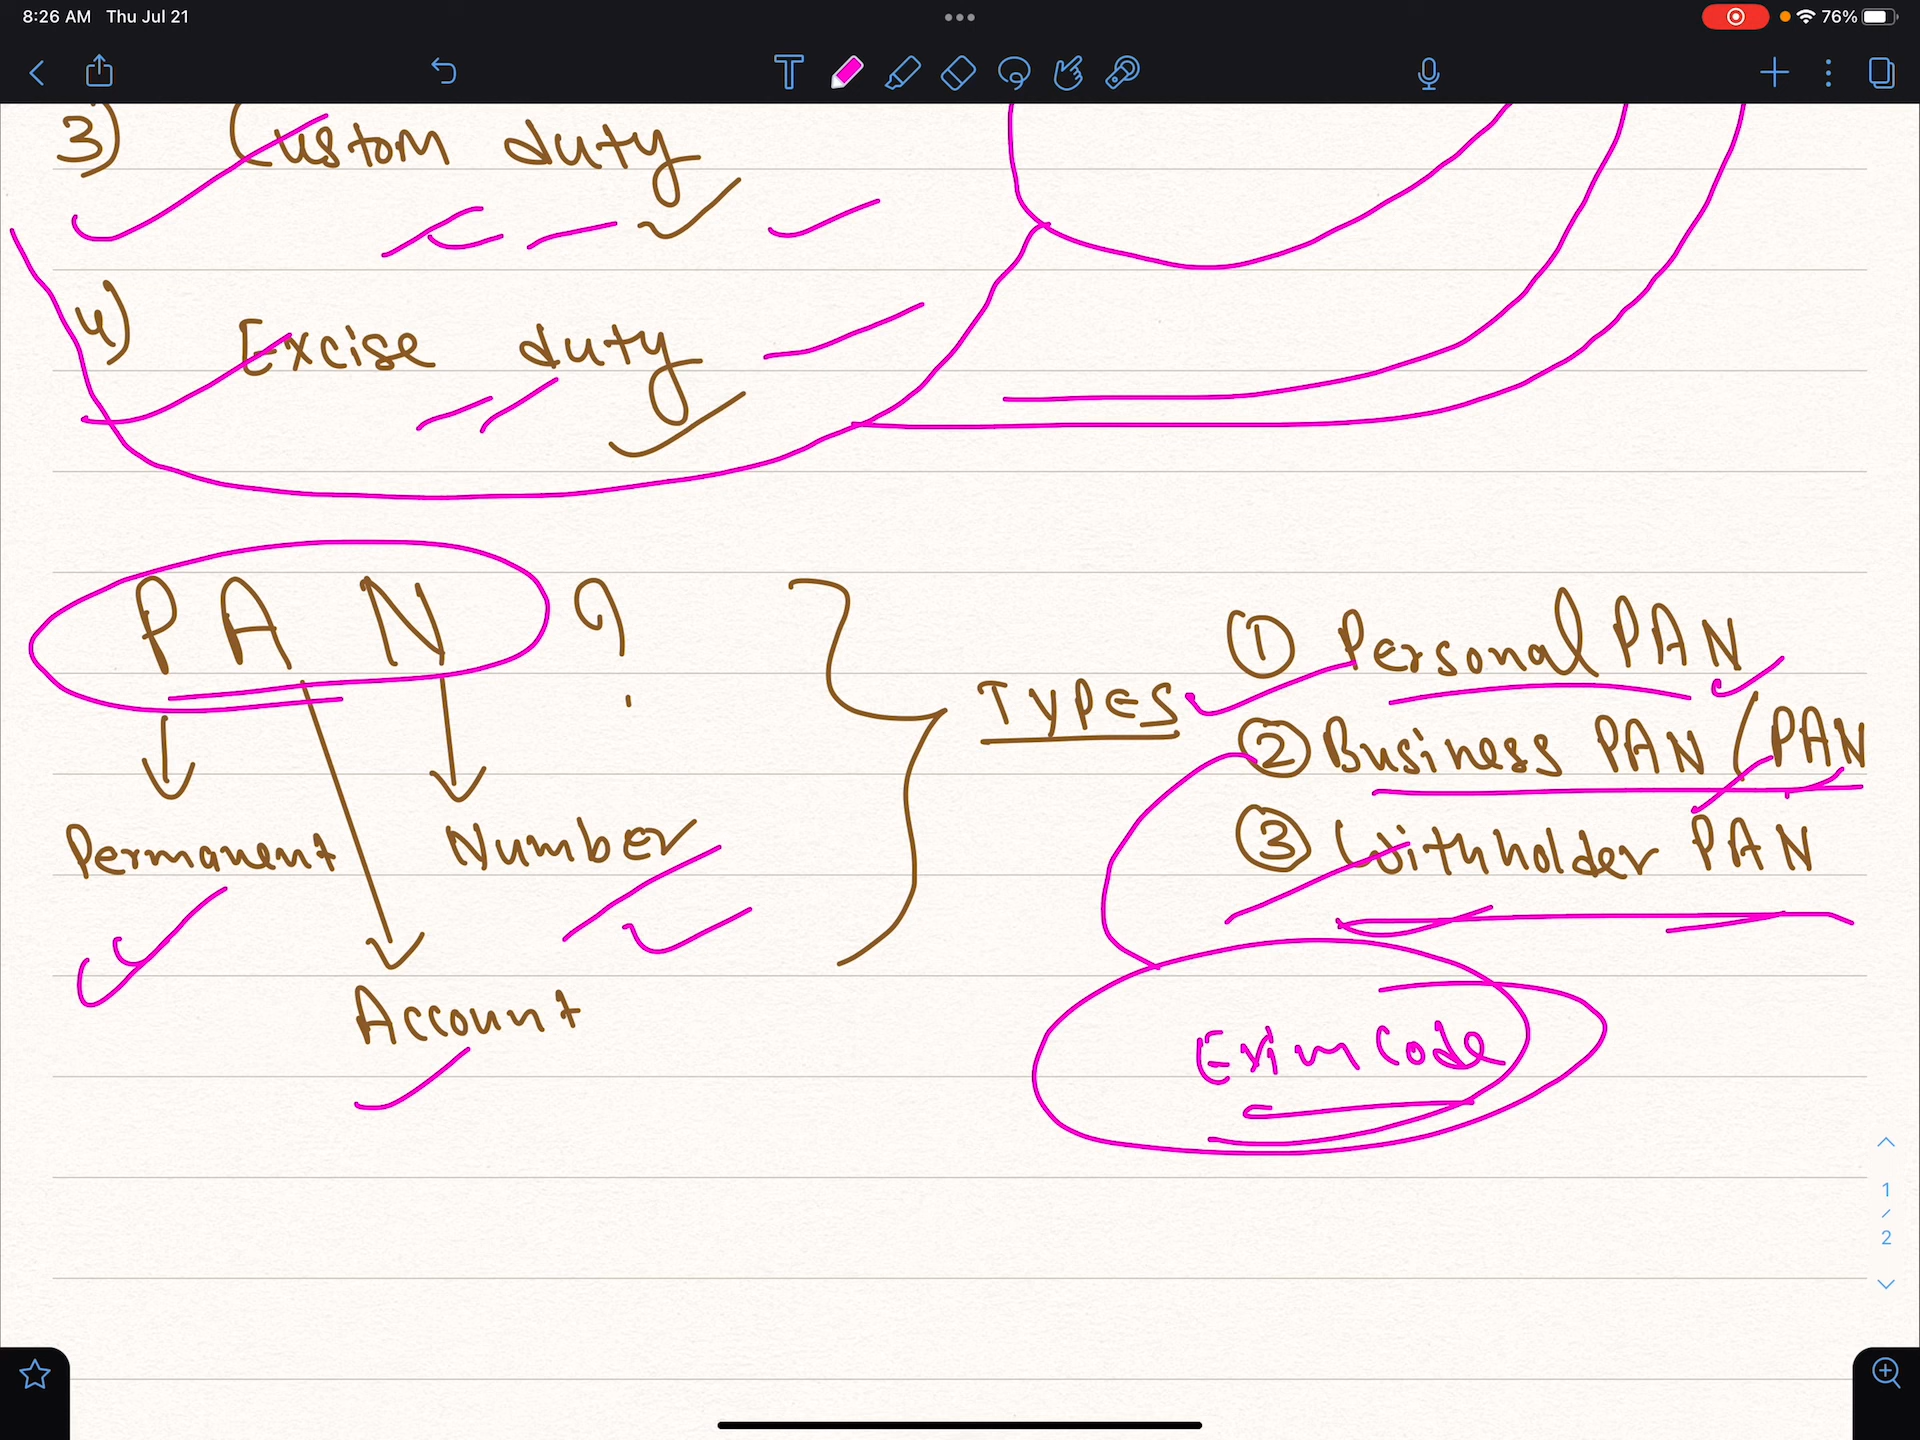 8:26 AM Thu Jul 21
76%
3) Custom duty
4) Excise duty
P A N ?
Permanent
Number
Account
TYPES
① Personal PAN
② Business PAN / PAN
③ Withholder PAN
Exim Code
1
/
2